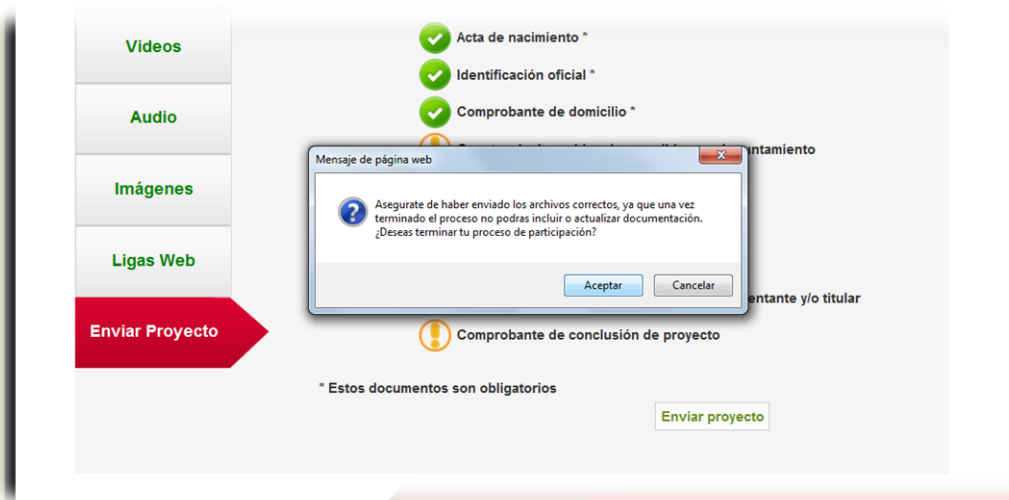 Videos
Audio
Imágenes
Ligas Web
Enviar Proyecto
Acta de nacimiento *
Identificación oficial *
Comprobante de domicilio *
Mensaje de página web
Asegurate de haber enviado los archivos correctos, ya que una vez
terminado el proceso no podras incluir o actualizar documentación.
¿Deseas terminar tu proceso de participación?
Aceptar
Cancelar
y/o titular
Comprobante de conclusión de proyecto
* Estos documentos son obligatorios
Enviar proyecto